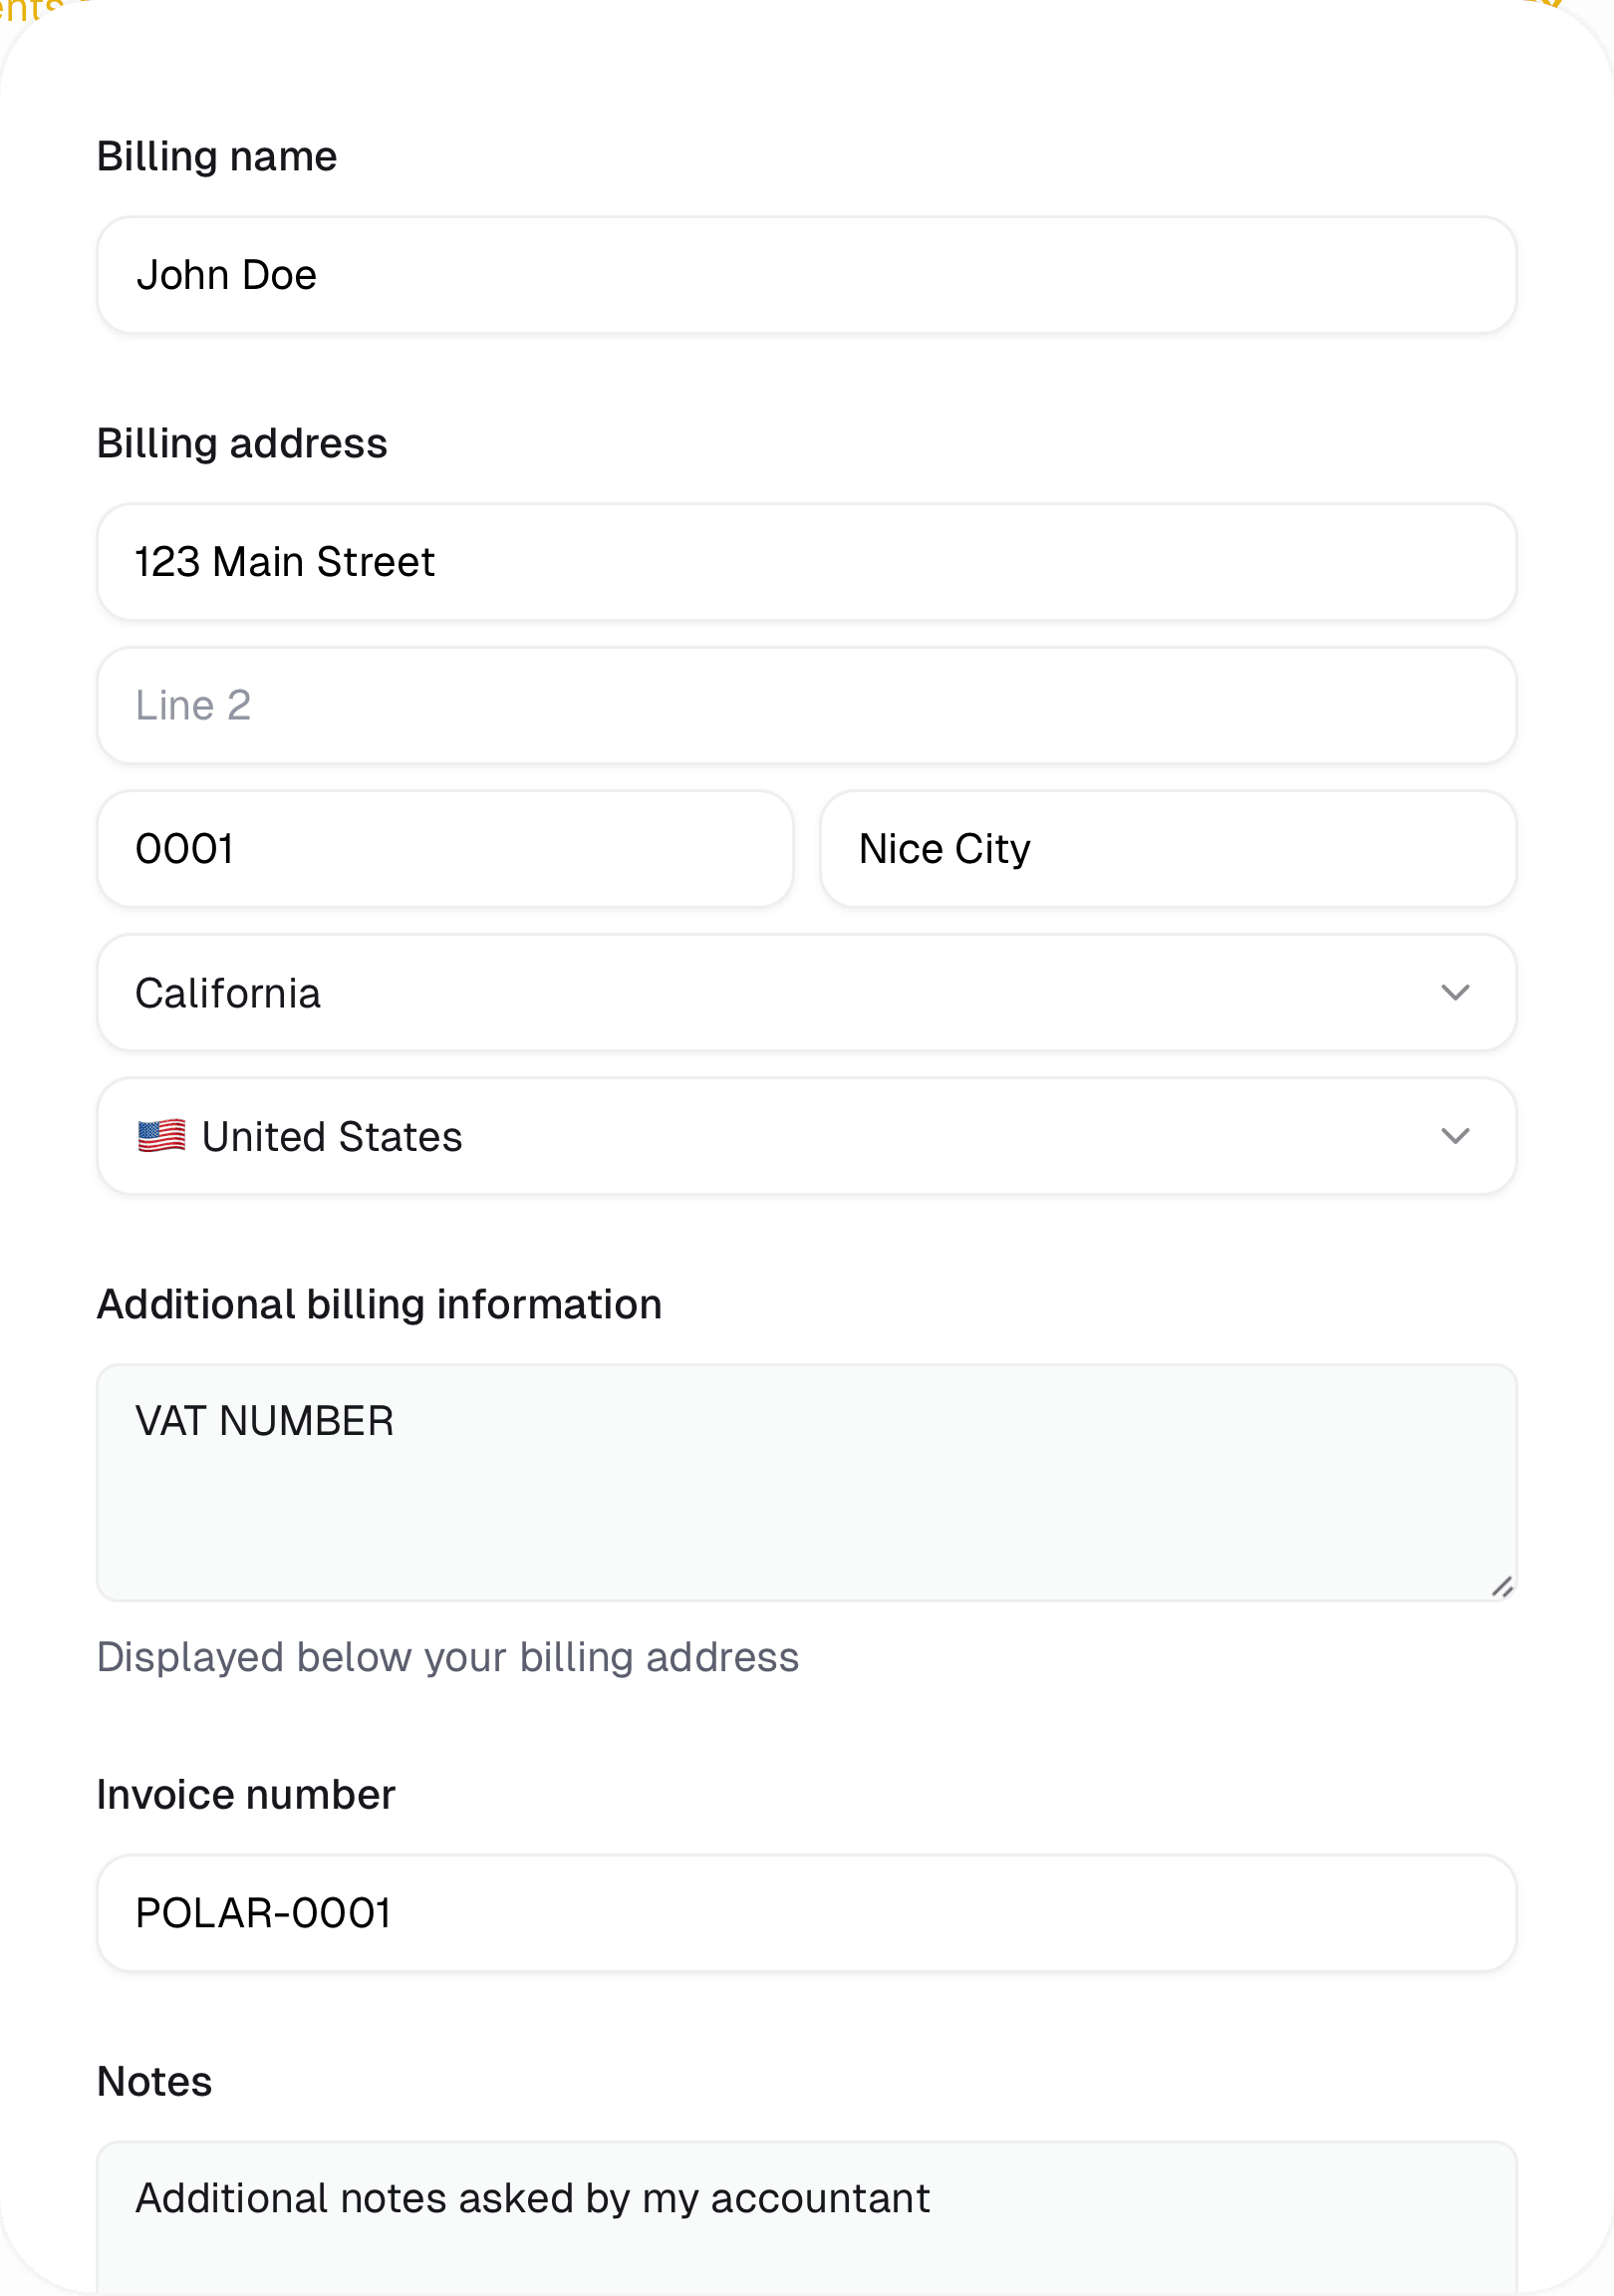 Billing name
John Doe
Billing address
123 Main Street
Line 2
0001
Nice City
California
United States
Additional billing information
VAT NUMBER
Displayed below your billing address
Invoice number
POLAR-0001
Notes
Additional notes asked by my accountant